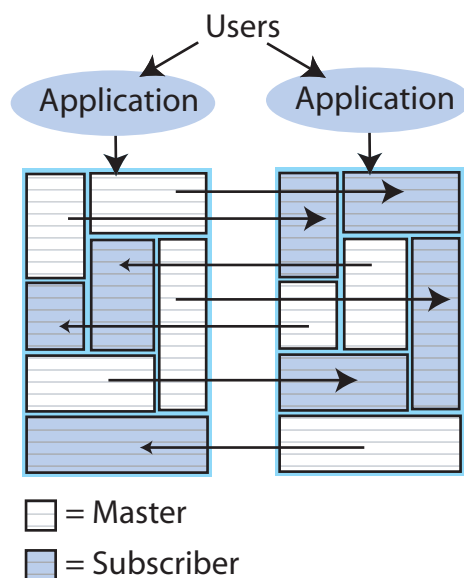 Users
Application
Application
= Master
= Subscriber